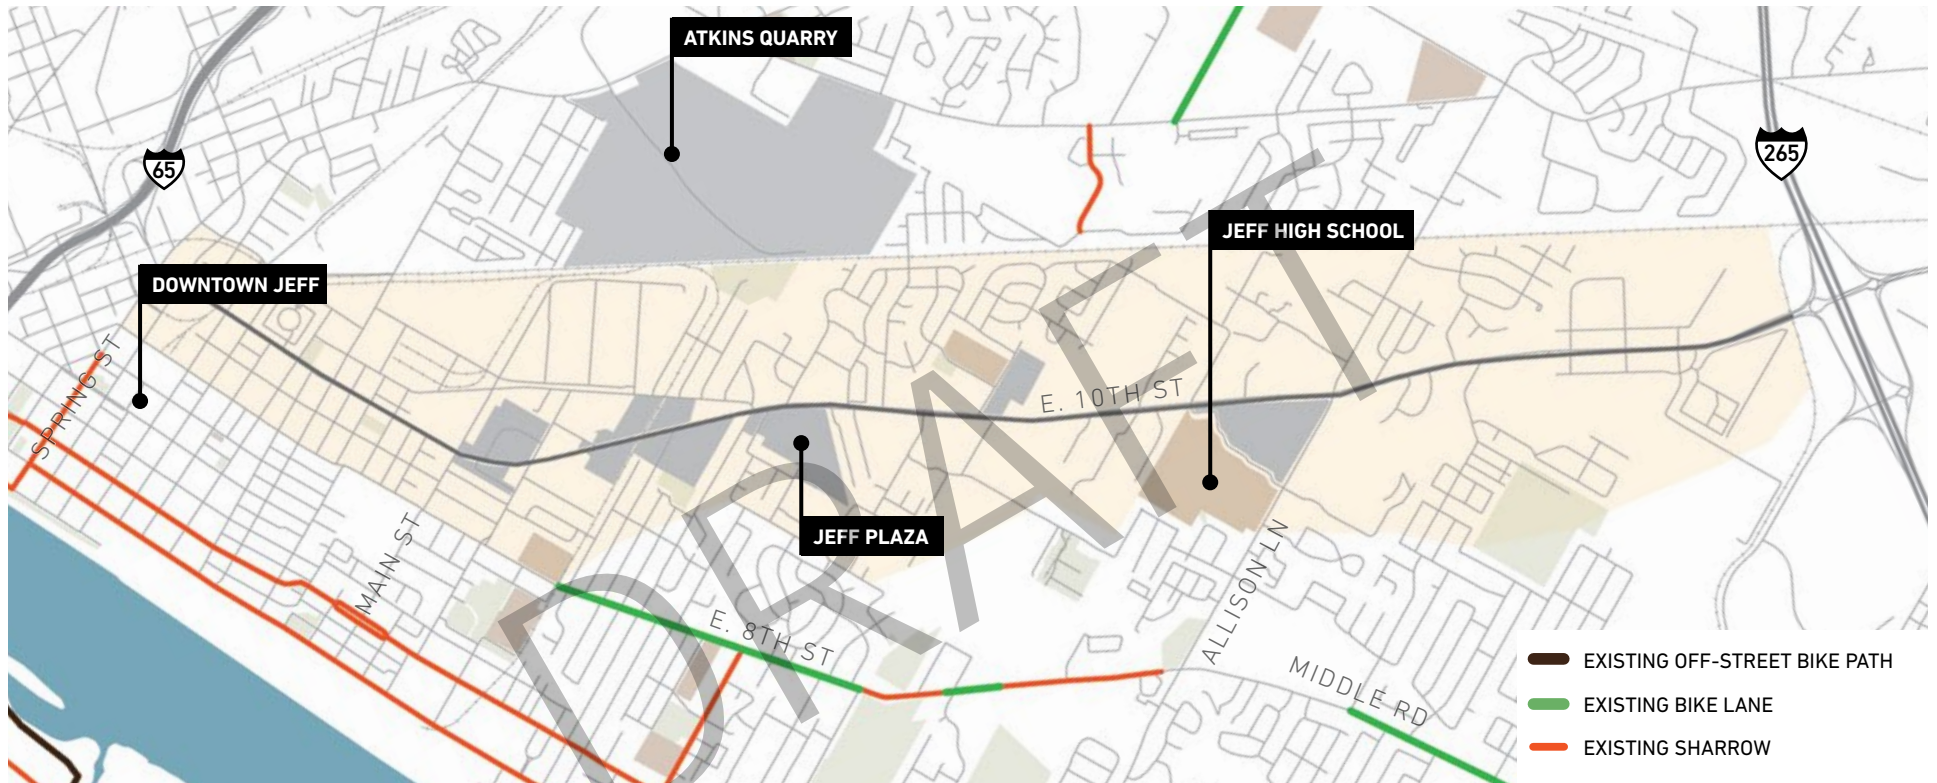 ATKINS QUARRY
65
265
JEFF HIGH SCHOOL
DOWNTOWN JEFF
SPRING ST
E. 10TH ST
JEFF PLAZA
MAIN ST
E. 8TH ST
ALLISON LN
MIDDLE RD
DRAFT
EXISTING OFF-STREET BIKE PATH
EXISTING BIKE LANE
EXISTING SHARROW